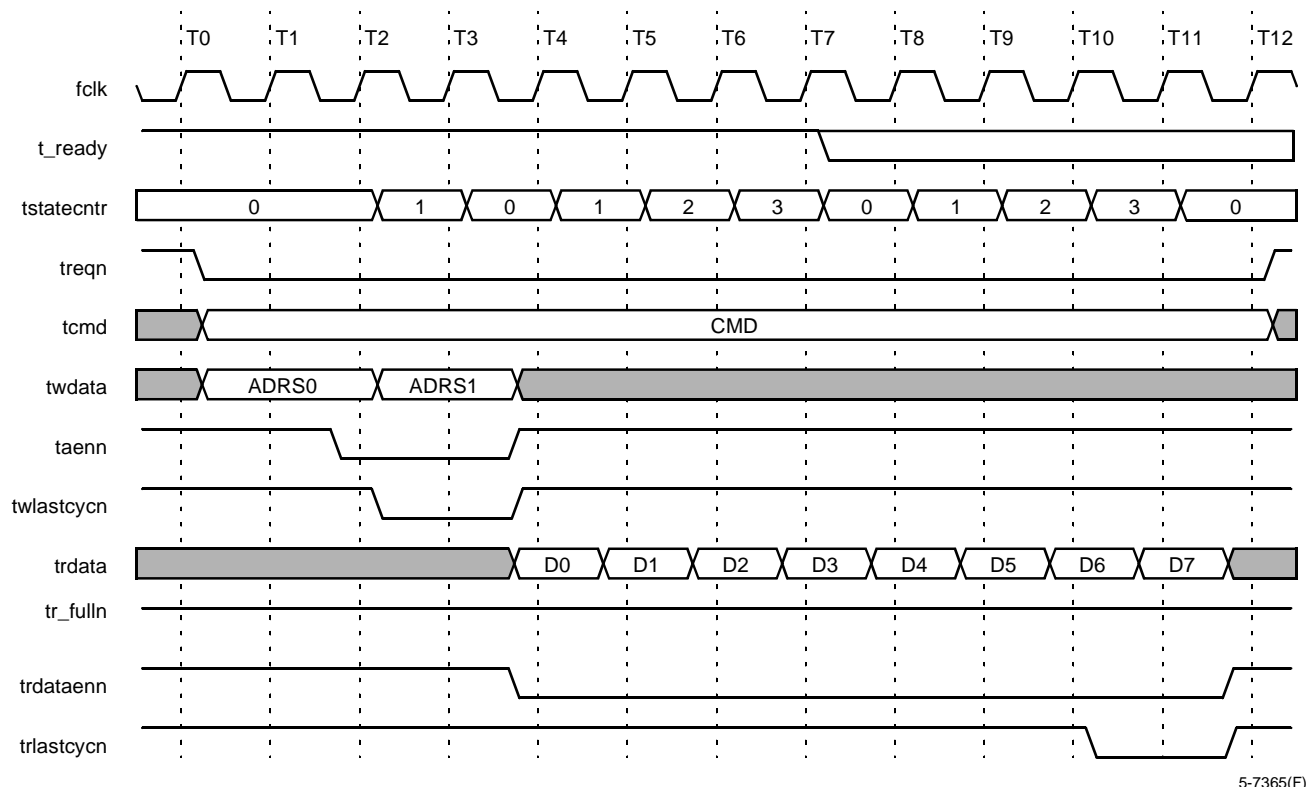 T0 T1 T2 T3 T4 T5 T6 T7 T8 T9 T10 T11 T12
fclk
t_ready
tstatecntr 0 1 0 1 2 3 0 1 2 3 0
treqn
tcmd CMD
twdata ADRS0 ADRS1
taenn
twlastcycn
trdata D0 D1 D2 D3 D4 D5 D6 D7
tr_fulln
trdataenn
trlastcycn
5-7365(F)